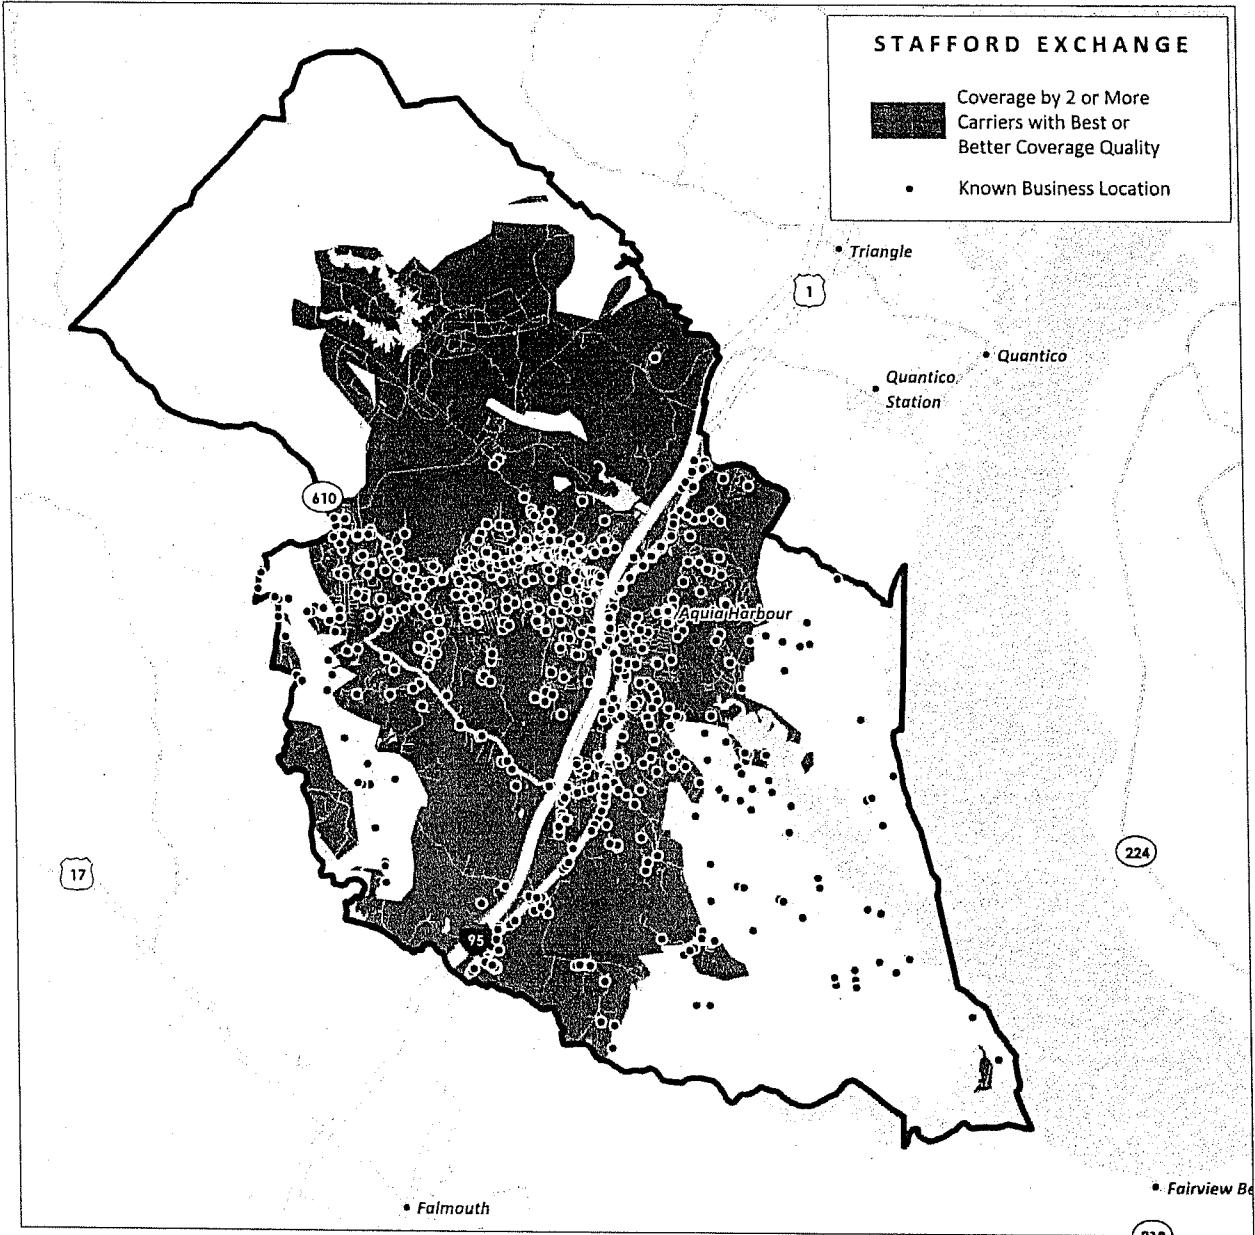 STAFFORD EXCHANGE
Coverage by 2 or More
Carriers with Best or
Better Coverage Quality
Known Business Location
Triangle
1
Quantico
Quantico
Station
610
Aquia Harbour
224
17
95
Falmouth
Fairview Be